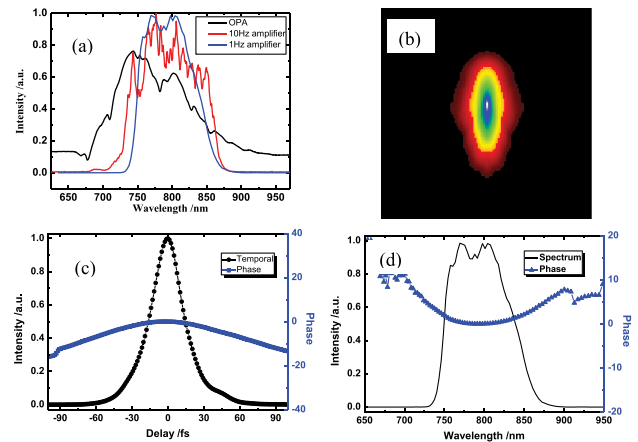 (a)
OPA
10Hz amplifier
1Hz amplifier
Intensity /a.u.
1.0
0.8
0.6
0.4
0.2
0.0
650 700 750 800 850 900 950
Wavelength /nm
(b)
(c)
Temporal
Phase
Intensity /a.u.
1.0
0.8
0.6
0.4
0.2
0.0
-90 -60 -30 0 30 60 90
Delay /fs
40
20
0
-20
-40
Phase
(d)
Spectrum
Phase
Intensity /a.u.
1.0
0.8
0.6
0.4
0.2
0.0
650 700 750 800 850 900 950
Wavelength /nm
20
10
0
-10
-20
Phase